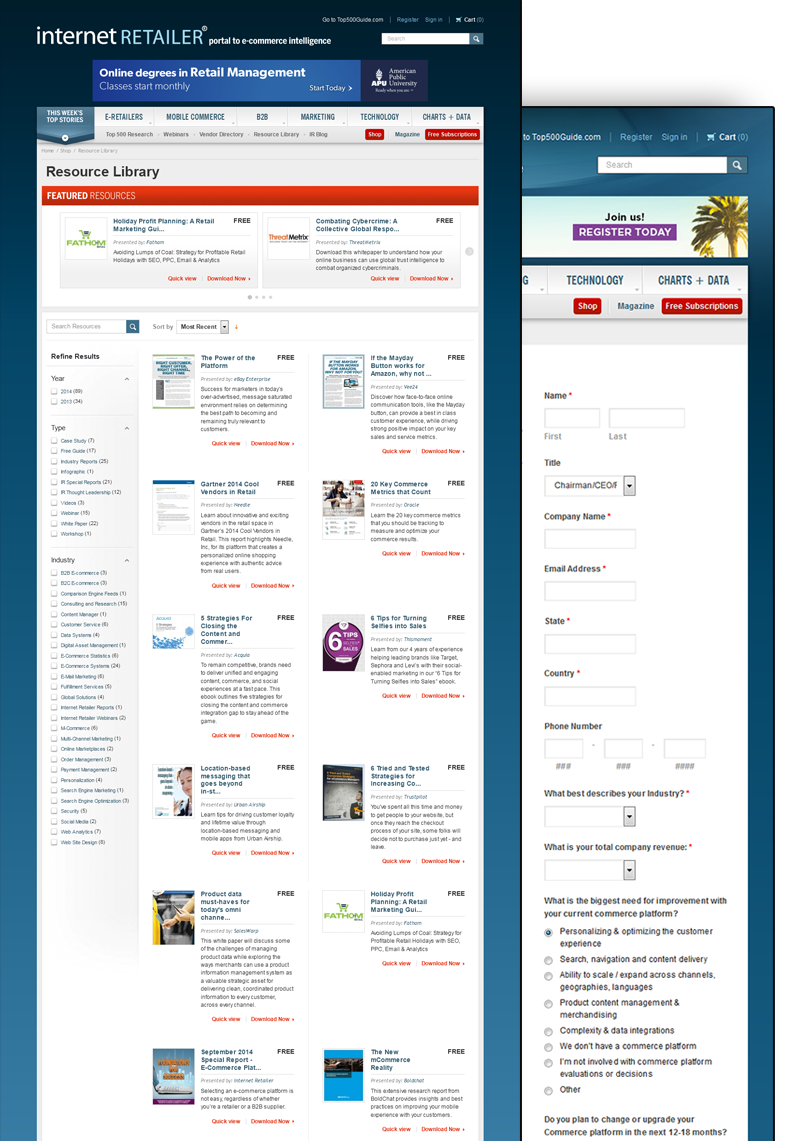 Go to Top500Guide.com | Register Sign in | Cart (0)
internet RETAILER® portal to e-commerce intelligence
Search
Online degrees in Retail Management
Classes start monthly
Start Today >
APU
American
Public
University
Ready when you are.™
THIS WEEK'S
TOP STORIES
E-RETAILERS MOBILE COMMERCE B2B MARKETING TECHNOLOGY CHARTS + DATA
Top 500 Research Webinars Vendor Directory Resource Library IR Blog Shop Magazine Free Subscriptions
Home / Shop / Resource Library
Resource Library
FEATURED RESOURCES
FATHOM
Holiday Profit Planning: A Retail
Marketing Gui...
FREE
Presented by: Fathom
Avoiding Lumps of Coal: Strategy for Profitable Retail
Holidays with SEO, PPC, Email & Analytics
Quick view | Download Now
ThreatMetrix
Combating Cybercrime: A
Collective Global Respo...
FREE
Presented by: ThreatMetrix
Download this whitepaper to understand how your
online business can use global trust intelligence to
combat organized cybercriminals.
Quick view | Download Now
Search Resources
Sort by Most Recent
Refine Results
Year
2014 (69)
2013 (34)
Type
Case Study (7)
Free Guide (17)
Industry Reports (25)
Infographic (1)
IR Special Reports (21)
IR Thought Leadership (12)
Videos (3)
Webinar (15)
White Paper (22)
Workshop (1)
Industry
B2B E-commerce (3)
B2C E-commerce (3)
Comparison Engine Feeds (1)
Consulting and Research (15)
Content Manager (1)
Customer Service (6)
Data Systems (4)
Digital Asset Management (1)
E-Commerce Statistics (6)
E-Commerce Systems (24)
E-Mail Marketing (6)
Fulfillment Services (5)
Global Solutions (4)
Internet Retailer Reports (1)
Internet Retailer Webinars (2)
M-Commerce (6)
Multi-Channel Marketing (1)
Online Marketplaces (2)
Order Management (3)
Payment Management (2)
Personalization (4)
Search Engine Marketing (1)
Search Engine Optimization (3)
Security (5)
Social Media (2)
Web Analytics (7)
Web Site Design (8)
The Power of the
Platform
FREE
Presented by: eBay Enterprise
Success for marketers in today's
over-advertised, message saturated
environment relies on determining
the best path to becoming and
remaining truly relevant to
customers.
Quick view | Download Now
If the Mayday
Button works for
Amazon, why not ...
FREE
Presented by: Vee24
Discover how face-to-face online
communication tools, like the Mayday
button, can provide a best in class
customer experience, while driving
strong positive impact on your key
sales and service metrics.
Quick view | Download Now
Gartner 2014 Cool
Vendors in Retail
FREE
Presented by: Needle
Learn about innovative and exciting
vendors in the retail space in
Gartner's 2014 Cool Vendors in
Retail. This report highlights Needle,
Inc, for its platform that creates a
personalized online shopping
experience with authentic advice
from real users.
Quick view | Download Now
20 Key Commerce
Metrics that Count
FREE
Presented by: Oracle
Learn the 20 key commerce metrics
that you should be tracking to
measure and optimize your
commerce results.
Quick view | Download Now
5 Strategies For
Closing the
Content and
Commer...
FREE
Presented by: Acquia
To remain competitive, brands need
to deliver unified and engaging
content, commerce, and social
experiences at a fast pace. This
ebook outlines five strategies for
closing the content and commerce
integration gap to stay ahead of the
game.
Quick view | Download Now
6 TIPS
SALES
6 Tips for Turning
Selfies into Sales
FREE
Presented by: Thismoment
Learn from our 4 years of experience
helping leading brands like Target,
Sephora and Levi's with their social-
enabled marketing in our "6 Tips for
Turning Selfies into Sales" ebook.
Quick view | Download Now
Location-based
messaging that
goes beyond
in-st...
FREE
Presented by: Urban Airship
Learn tips for driving customer loyalty
and lifetime value through
location-based messaging and
mobile apps from Urban Airship.
Quick view | Download Now
6 Tried and Tested
Strategies for
Increasing Co...
FREE
Presented by: Trustpilot
You've spent all this time and money
to get people to your website, but
once they reach the checkout
process of your site, some folks will
decide not to purchase just yet - and
leave.
Quick view | Download Now
Product data
must-haves for
today's omni
channe...
FREE
Presented by: SalesWarp
This white paper will discuss some
of the challenges of managing
product data while exploring the
ways merchants can use a product
information management system as
a valuable strategic asset for
delivering clean, coordinated product
information to every customer,
across every channel.
Quick view | Download Now
FATHOM
Holiday Profit
Planning: A Retail
Marketing Gui...
FREE
Presented by: Fathom
Avoiding Lumps of Coal: Strategy for
Profitable Retail Holidays with SEO,
PPC, Email & Analytics
Quick view | Download Now
September 2014
Special Report -
E-Commerce Plat...
FREE
Presented by: Internet Retailer
Selecting an e-commerce platform is
not easy, regardless of whether
you're a retailer or a B2B supplier.
Quick view | Download Now
The New
mCommerce
Reality
FREE
Presented by: Boldchat
This extensive research report from
BoldChat provides insights and best
practices on improving your mobile
experience with your customers.
Quick view | Download Now
to Top500Guide.com | Register Sign in | Cart (0)
Search
Join us!
REGISTER TODAY
G TECHNOLOGY CHARTS + DATA
Shop Magazine Free Subscriptions
Name *
First Last
Title
Chairman/CEO/F
Company Name *
Email Address *
State *
Country *
Phone Number
- -
### ### ####
What best describes your Industry? *
What is your total company revenue: *
What is the biggest need for improvement with
your current commerce platform?
Personalizing & optimizing the customer
experience
Search, navigation and content delivery
Ability to scale / expand across channels,
geographies, languages
Product content management &
merchandising
Complexity & data integrations
We don't have a commerce platform
I'm not involved with commerce platform
evaluations or decisions
Other
Do you plan to change or upgrade your
Commerce platform in the next 12-18 months?